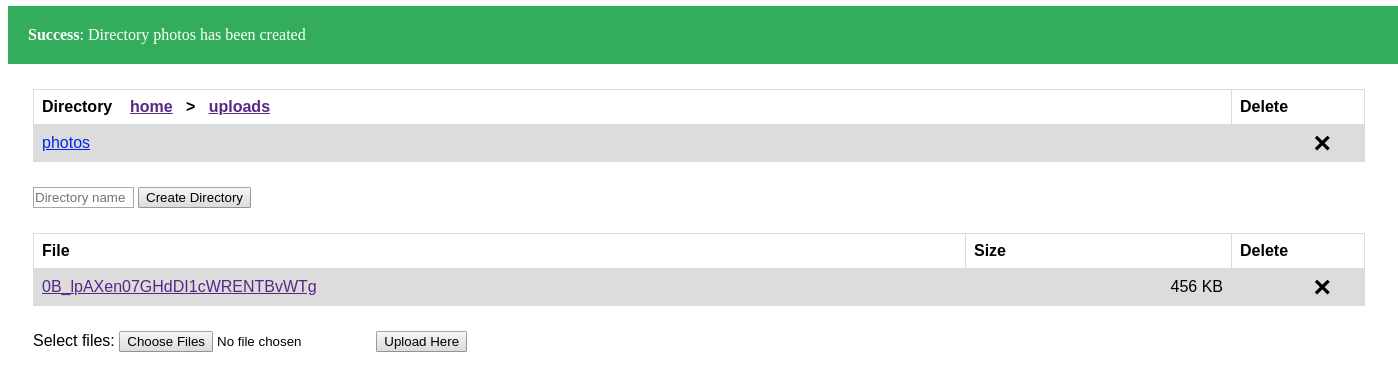 Success: Directory photos has been created
Directory home > uploads Delete
photos ✕
Directory name Create Directory
File Size Delete
0B_lpAXen07GHdDI1cWRENTBvWTg 456 KB ✕
Select files: Choose Files No file chosen Upload Here